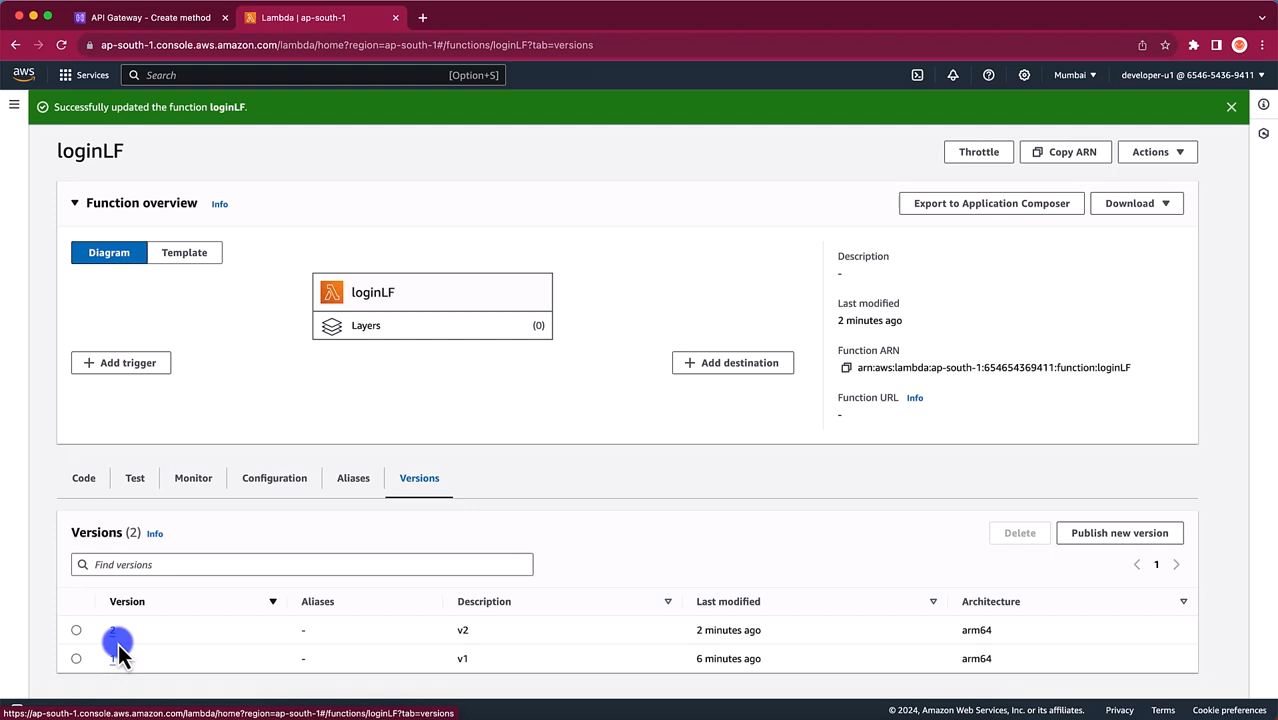 API Gateway - Create method
Lambda | ap-south-1
ap-south-1.console.aws.amazon.com/lambda/home?region=ap-south-1#/functions/loginLF?tab=versions
aws Services Search [Option+S] Mumbai developer-u1 @ 6546-5436-9411
Successfully updated the function loginLF.
loginLF
Throttle Copy ARN Actions
Function overview Info
Export to Application Composer Download
Diagram Template
loginLF
Layers (0)
+ Add trigger
+ Add destination
Description
-
Last modified
2 minutes ago
Function ARN
arn:aws:lambda:ap-south-1:654654369411:function:loginLF
Function URL Info
-
Code Test Monitor Configuration Aliases Versions
Versions (2) Info
Delete Publish new version
Find versions
1
Version Aliases Description Last modified Architecture
2 - v2 2 minutes ago arm64
1 - v1 6 minutes ago arm64
https://ap-south-1.console.aws.amazon.com/lambda/home?region=ap-south-1#/functions/loginLF?tab=versions
© 2024, Amazon Web Services, Inc. or its affiliates. Privacy Terms Cookie preferences